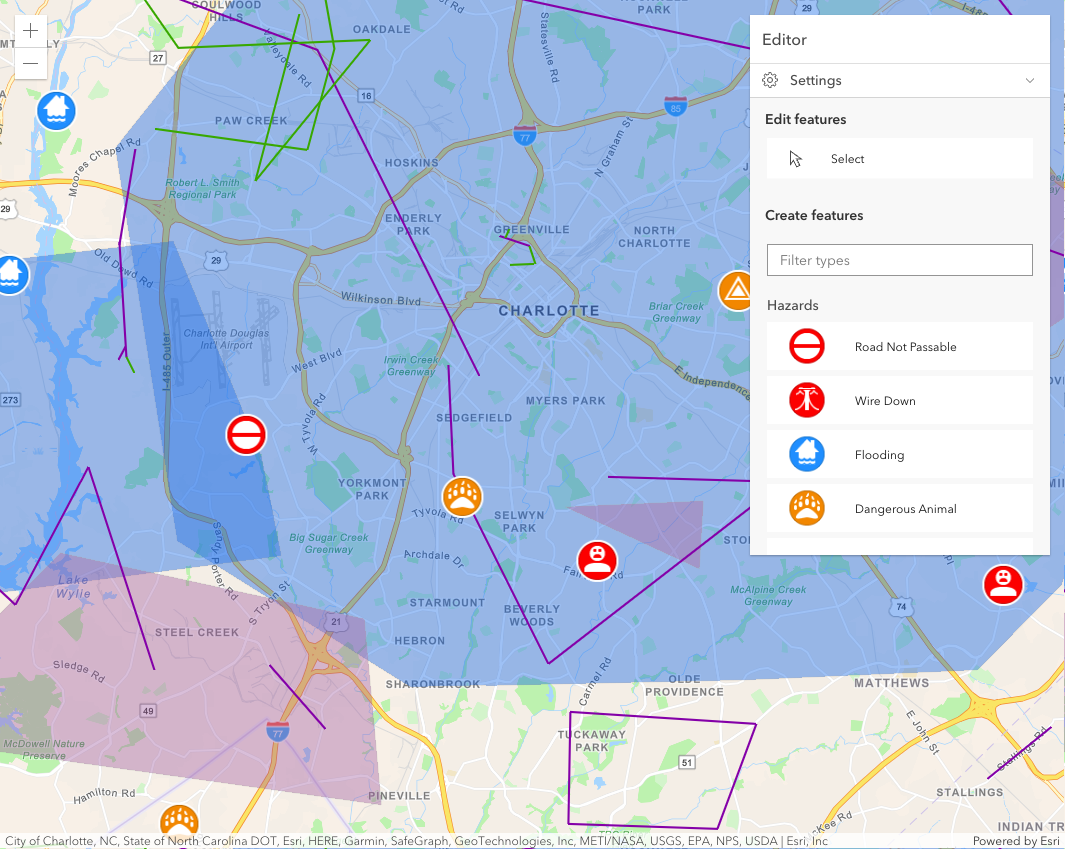 COULWOOD
HILLS
OAKDALE
Statesville Rd
PARK
29
I-485
27
16
85
77
PAW CREEK
HOSKINS
N Graham St
Moores Chapel Rd
Robert L. Smith
Regional Park
29
ENDERLY
PARK
GREENVILLE
NORTH
CHARLOTTE
Old Dowd Rd
29
Wilkinson Blvd
CHARLOTTE
Briar Creek
Greenway
Charlotte Douglas
Int'l Airport
I-485 Outer
West Blvd
Irwin Creek
Greenway
E Independence
273
MYERS PARK
SEDGEFIELD
W Tyvola Rd
YORKMONT
PARK
Tyvola Rd
SELWYN
PARK
Big Sugar Creek
Greenway
Archdale Dr
Sandy Porter Rd
Lake
Wylie
S Tryon St
STARMOUNT
BEVERLY
WOODS
McAlpine Creek
Greenway
74
21
STEEL CREEK
HEBRON
Sledge Rd
SHARONBROOK
Carmel Rd
OLDE
PROVIDENCE
MATTHEWS
49
77
E John St
McDowell Nature
Preserve
TUCKAWAY
PARK
51
Stallings Rd
Hamilton Rd
PINEVILLE
STALLINGS
INDIAN TR
Editor
Settings
Edit features
Select
Create features
Filter types
Hazards
Road Not Passable
Wire Down
Flooding
Dangerous Animal
City of Charlotte, NC, State of North Carolina DOT, Esri, HERE, Garmin, SafeGraph, GeoTechnologies, Inc, METI/NASA, USGS, EPA, NPS, USDA | Esri, Inc
Powered by Esri